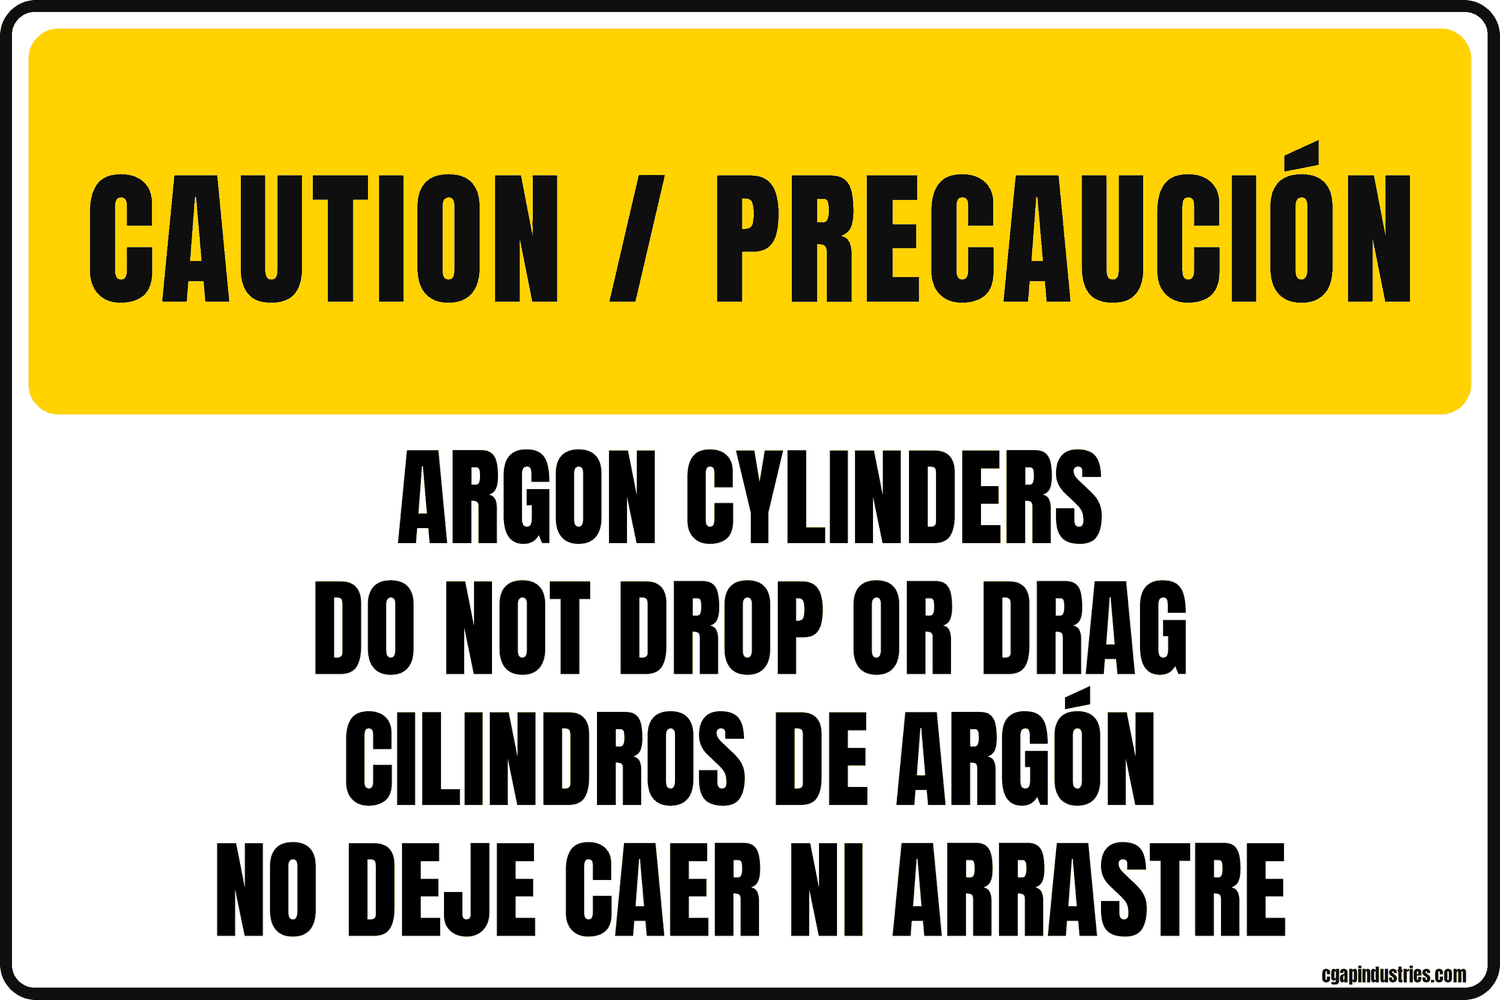 CAUTION / PRECAUCIÓN
ARGON CYLINDERS
DO NOT DROP OR DRAG
CILINDROS DE ARGÓN
NO DEJE CAER NI ARRASTRE
cgapindustries.com